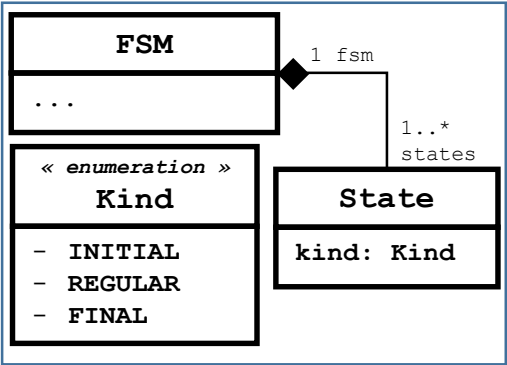 FSM
...
1 fsm
1..*
states
« enumeration »
Kind
- INITIAL
- REGULAR
- FINAL
State
kind: Kind